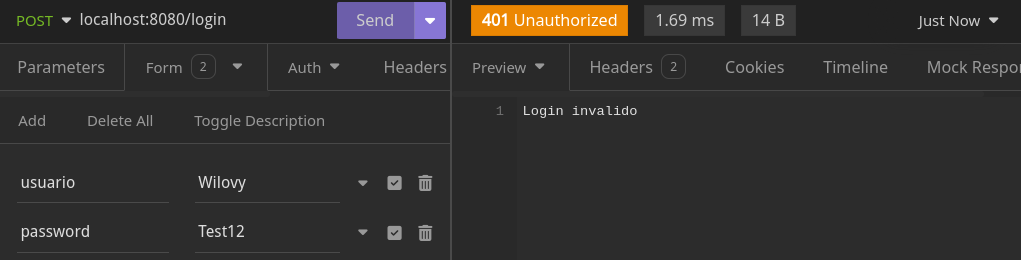 POST localhost:8080/login Send
401 Unauthorized 1.69 ms 14 B Just Now
Parameters Form 2 Auth Headers
Preview Headers 2 Cookies Timeline Mock Respo
Add Delete All Toggle Description
1 Login invalido
usuario Wilovy
password Test12